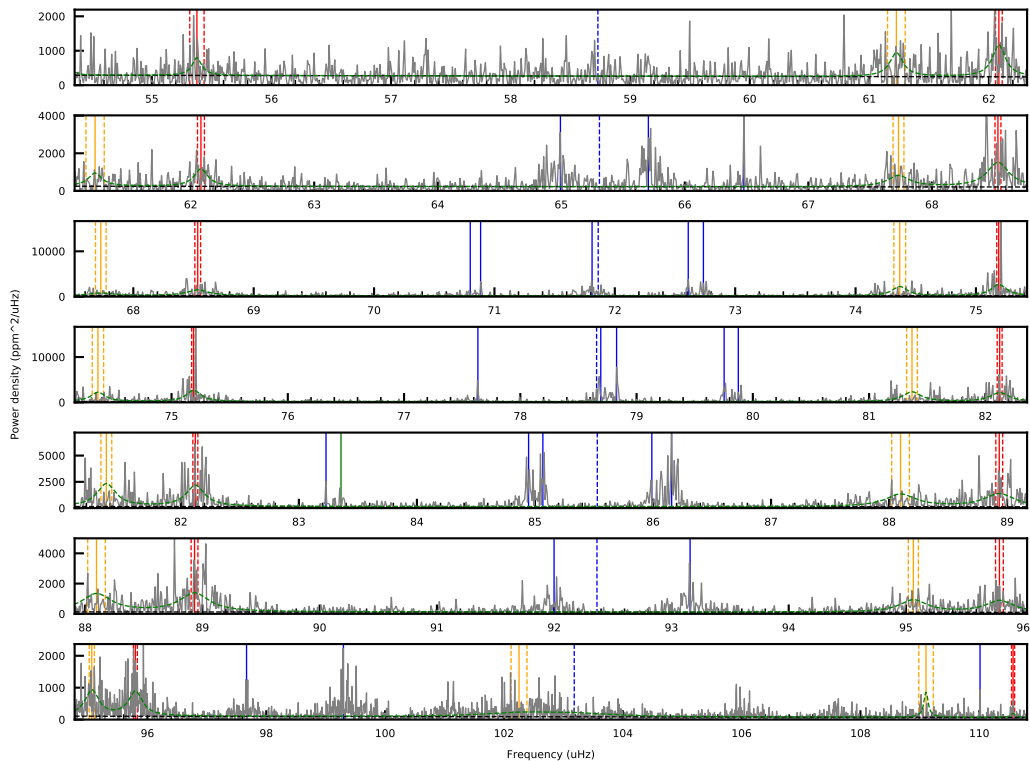 2000
1000
0
55 56 57 58 59 60 61 62
4000
2000
0
62 63 64 65 66 67 68
10000
0
68 69 70 71 72 73 74 75
Power density (ppm^2/uHz)
10000
0
75 76 77 78 79 80 81 82
5000
2500
0
82 83 84 85 86 87 88 89
4000
2000
0
88 89 90 91 92 93 94 95 96
2000
1000
0
96 98 100 102 104 106 108 110
Frequency (uHz)